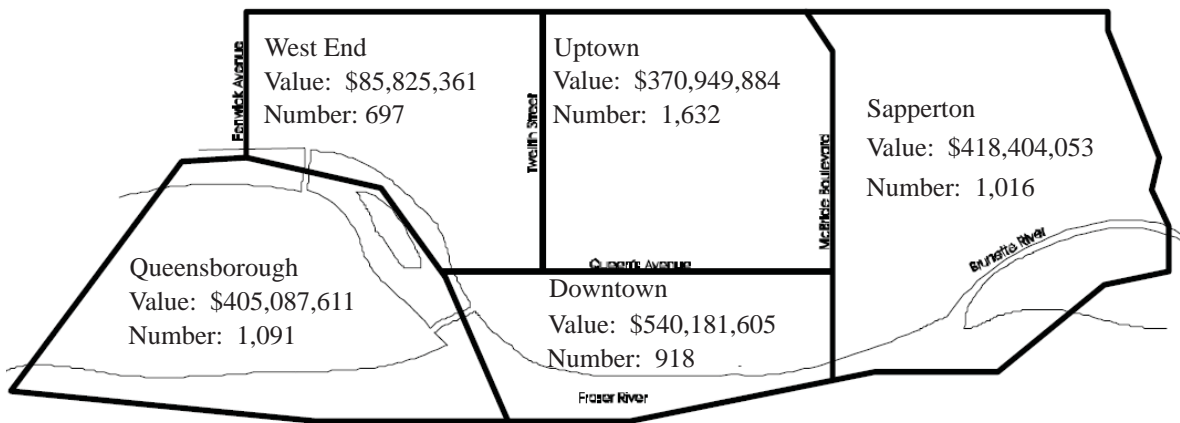 West End
Value: $85,825,361
Number: 697
Uptown
Value: $370,949,884
Number: 1,632
Sapperton
Value: $418,404,053
Number: 1,016
Fenwick Avenue
Twelfth Street
McBride Boulevard
Brunette River
Queen's Avenue
Queensborough
Value: $405,087,611
Number: 1,091
Downtown
Value: $540,181,605
Number: 918
Fraser River